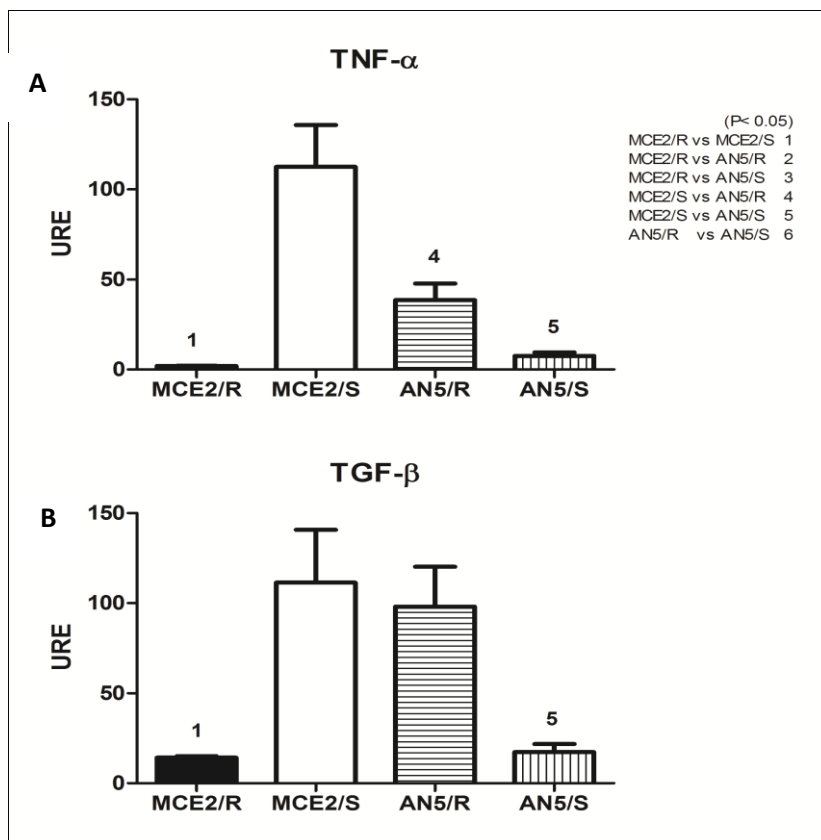 TNF-α
A
150
100
50
0
URE
1
4
5
MCE2/R MCE2/S AN5/R AN5/S
(P< 0.05)
MCE2/R vs MCE2/S 1
MCE2/R vs AN5/R 2
MCE2/R vs AN5/S 3
MCE2/S vs AN5/R 4
MCE2/S vs AN5/S 5
AN5/R vs AN5/S 6
TGF-β
B
150
100
50
0
URE
1
5
MCE2/R MCE2/S AN5/R AN5/S